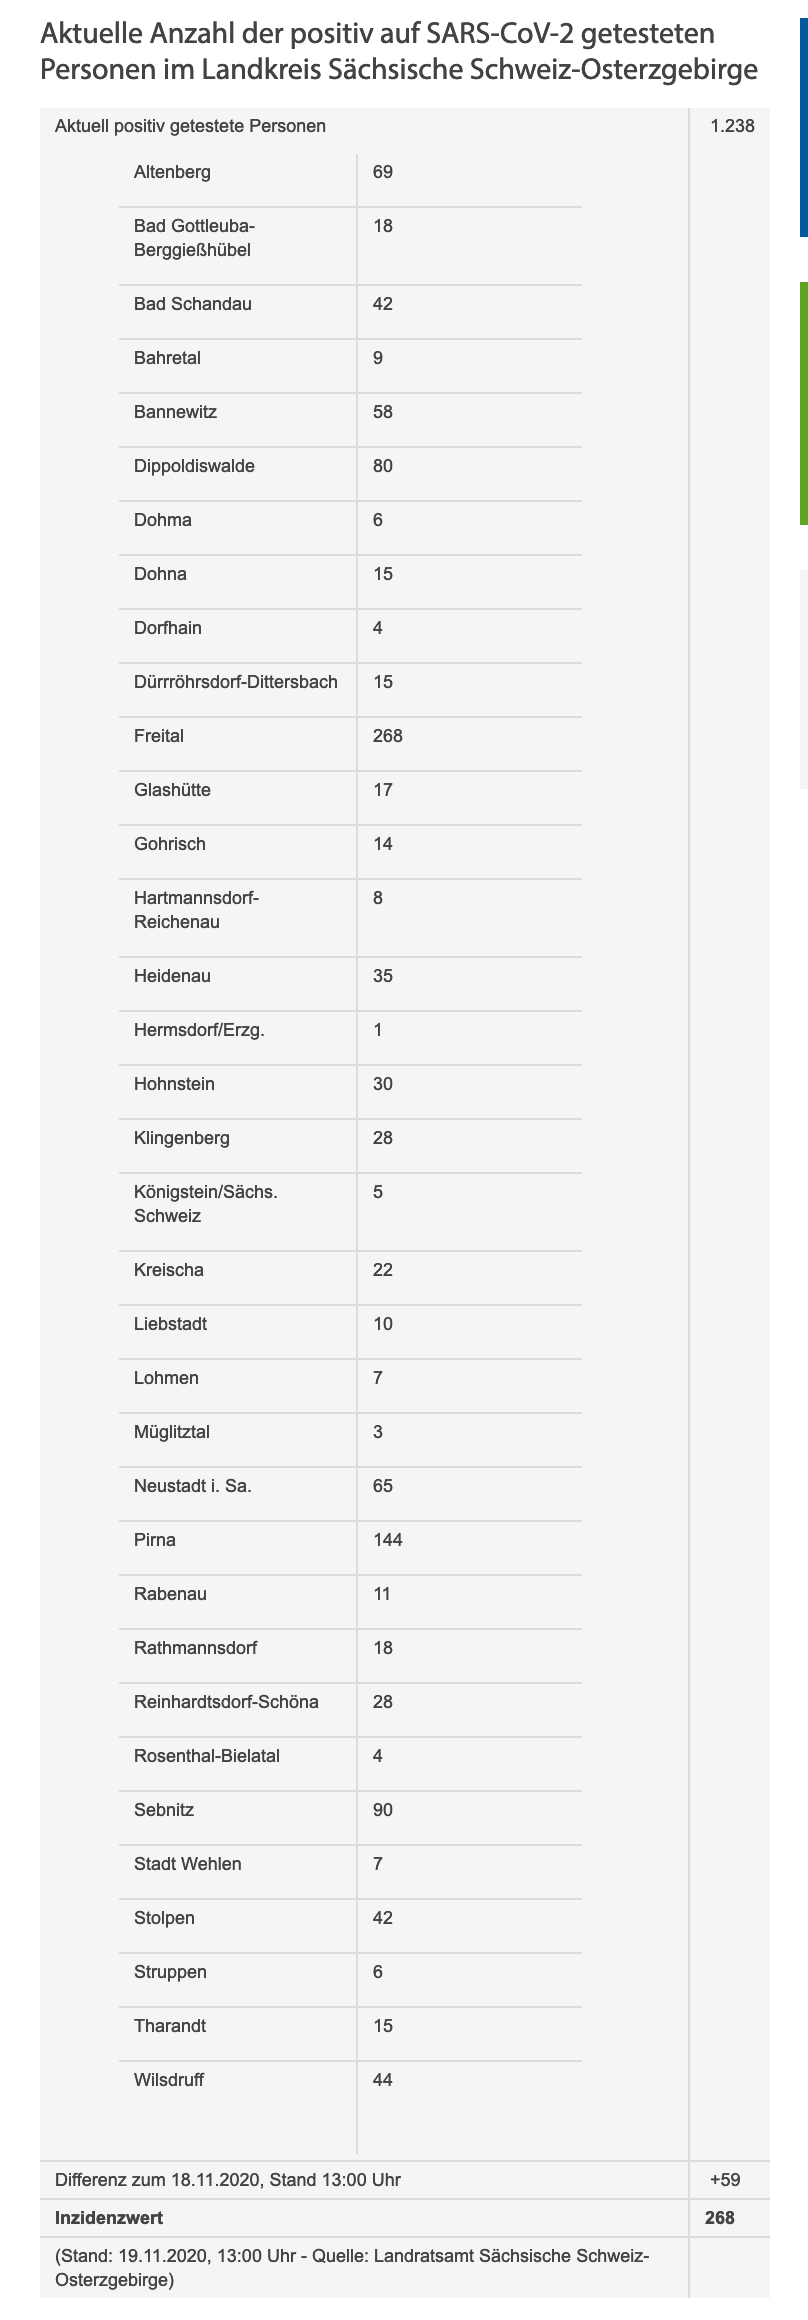 Aktuelle Anzahl der positiv auf SARS-CoV-2 getesteten
Personen im Landkreis Sächsische Schweiz-Osterzgebirge
Aktuell positiv getestete Personen 1.238
Altenberg 69
Bad Gottleuba- 18
Berggießhübel
Bad Schandau 42
Bahretal 9
Bannewitz 58
Dippoldiswalde 80
Dohma 6
Dohna 15
Dorfhain 4
Dürrröhrsdorf-Dittersbach 15
Freital 268
Glashütte 17
Gohrisch 14
Hartmannsdorf- 8
Reichenau
Heidenau 35
Hermsdorf/Erzg. 1
Hohnstein 30
Klingenberg 28
Königstein/Sächs. 5
Schweiz
Kreischa 22
Liebstadt 10
Lohmen 7
Müglitztal 3
Neustadt i. Sa. 65
Pirna 144
Rabenau 11
Rathmannsdorf 18
Reinhardtsdorf-Schöna 28
Rosenthal-Bielatal 4
Sebnitz 90
Stadt Wehlen 7
Stolpen 42
Struppen 6
Tharandt 15
Wilsdruff 44
Differenz zum 18.11.2020, Stand 13:00 Uhr +59
Inzidenzwert 268
(Stand: 19.11.2020, 13:00 Uhr - Quelle: Landratsamt Sächsische Schweiz-
Osterzgebirge)